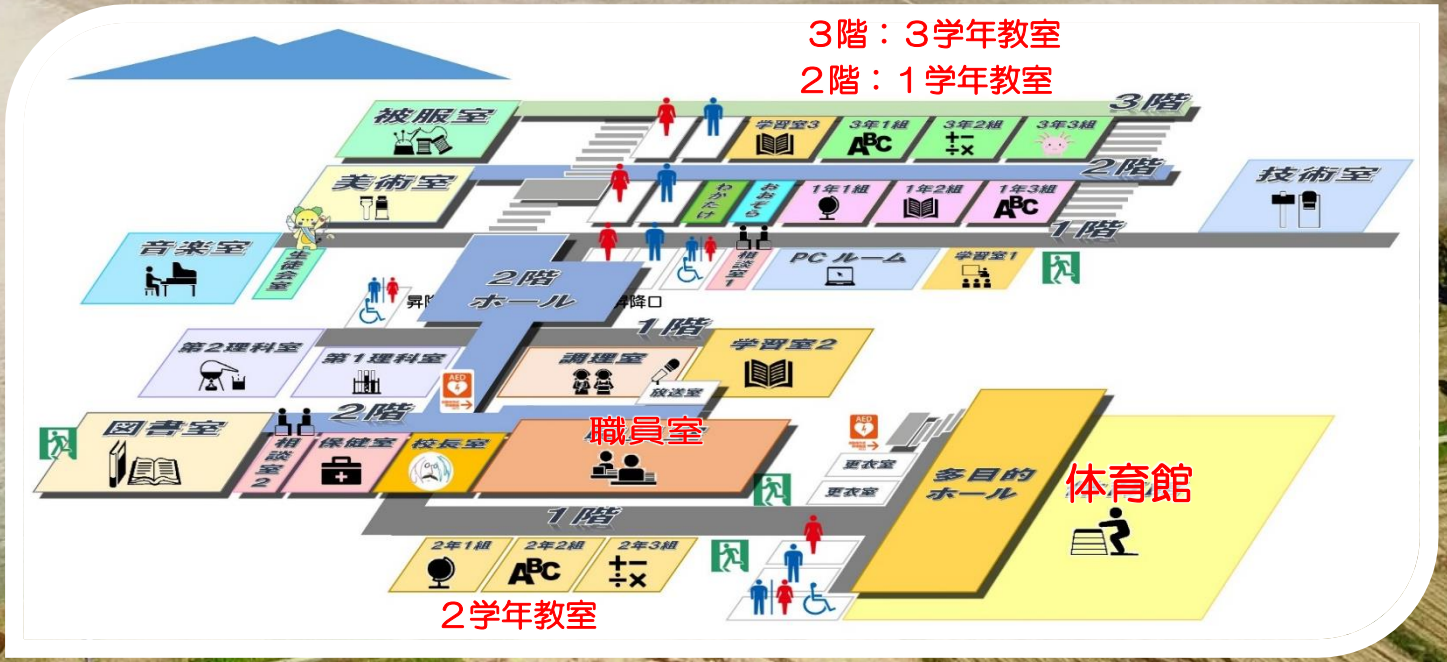 ３階：３学年教室
２階：１学年教室
3階
被服室
学習室3
3年1組
3年2組
3年3組
ABC
+−
÷×
2階
美術室
わかたけ
おおぞら
1年1組
1年2組
1年3組
ABC
技術室
1階
音楽室
生徒会室
相談室1
PC ルーム
学習室1
2階
ホール
昇降口
1階
第2理科室
第1理科室
調理室
放送室
学習室2
AED
2階
図書室
相談室2
保健室
校長室
職員室
AED
更衣室
更衣室
多目的
ホール
体育館
1階
2年1組
2年2組
2年3組
ABC
+−
÷×
２学年教室